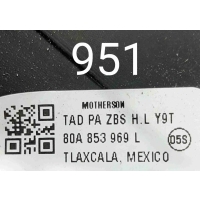 951
MOTHERSON
TAD PA ZBS H.L Y9T
80A 853 969 L
D5S
TLAXCALA, MEXICO